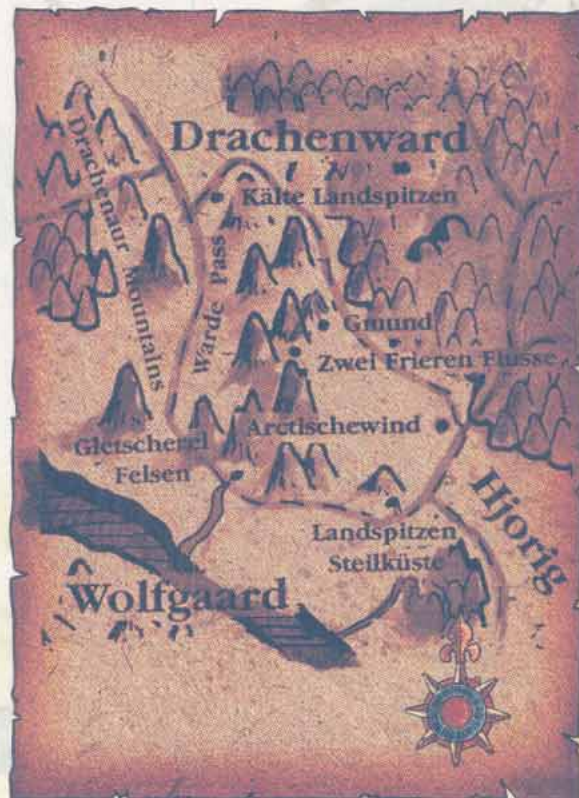 Drachenward
Drachenaur Mountains
Kälte Landspitzen
Warde Pass
Gmund
Zwei Frieren Flusse
Arctischewind
Gletscherel
Felsen
Landspitzen
Steilküste
Hjorig
Wolfgaard